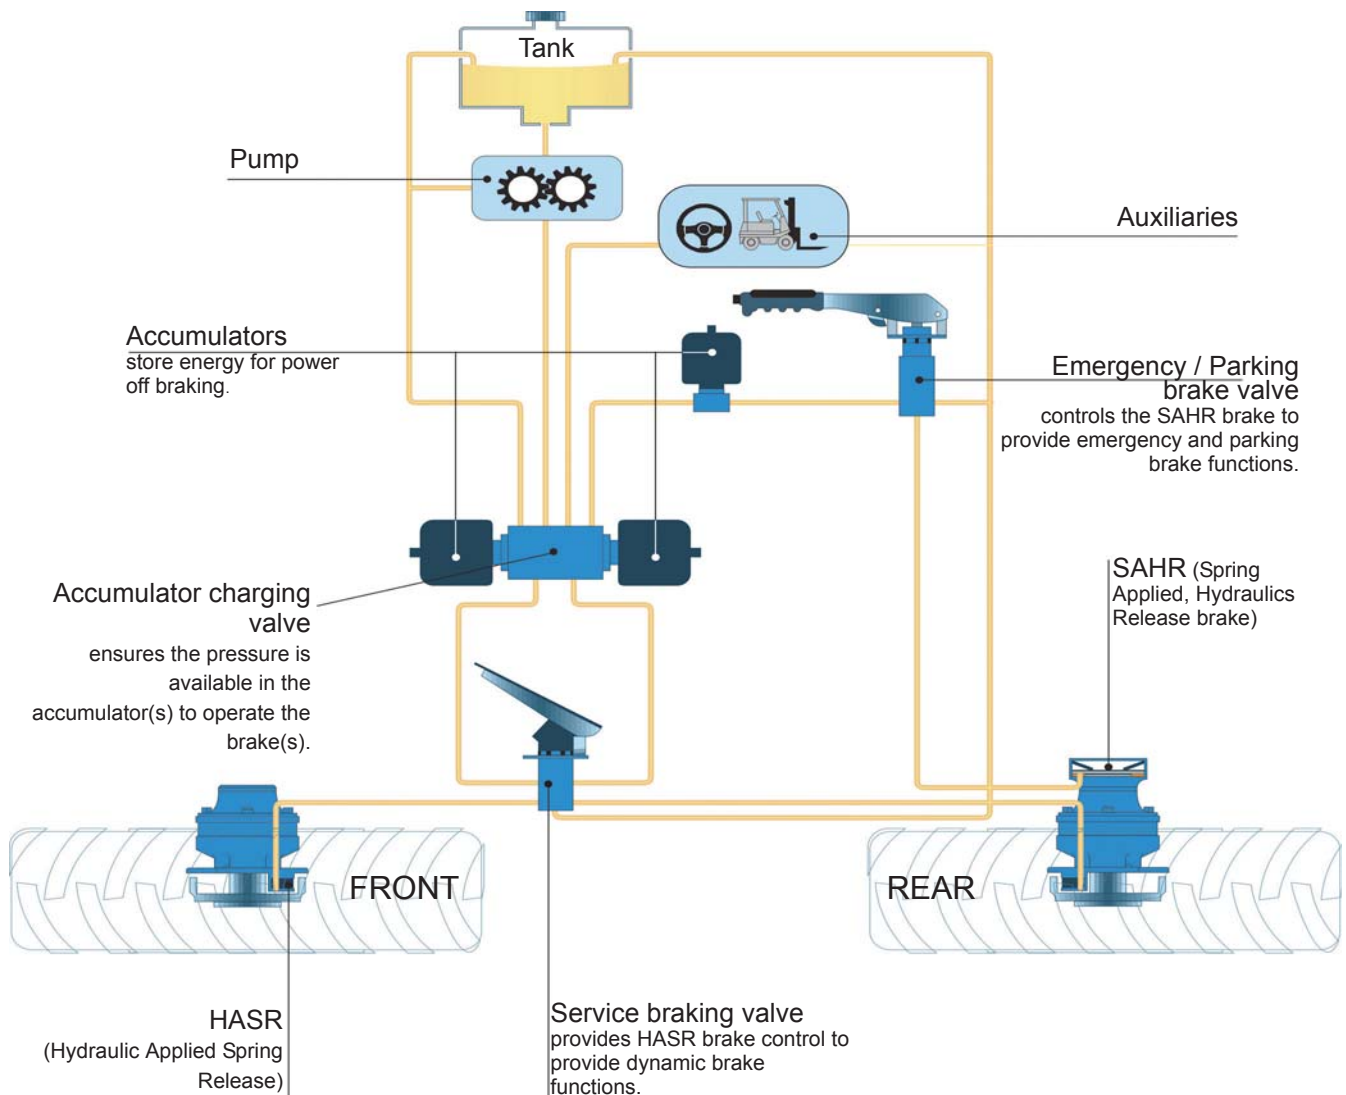 Tank
Pump
Auxiliaries
Accumulators
store energy for power
off braking.
Emergency / Parking
brake valve
controls the SAHR brake to
provide emergency and parking
brake functions.
Accumulator charging
valve
ensures the pressure is
available in the
accumulator(s) to operate the
brake(s).
SAHR (Spring
Applied, Hydraulics
Release brake)
FRONT
REAR
HASR
(Hydraulic Applied Spring
Release)
Service braking valve
provides HASR brake control to
provide dynamic brake
functions.